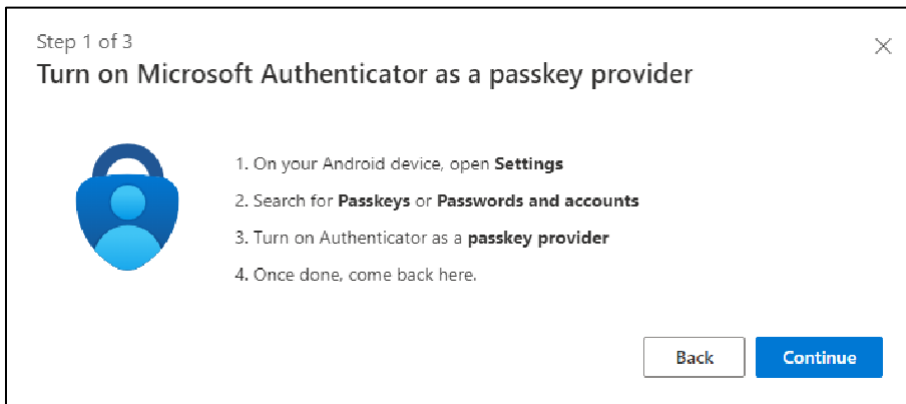 Step 1 of 3
Turn on Microsoft Authenticator as a passkey provider
1. On your Android device, open Settings
2. Search for Passkeys or Passwords and accounts
3. Turn on Authenticator as a passkey provider
4. Once done, come back here.
Back Continue